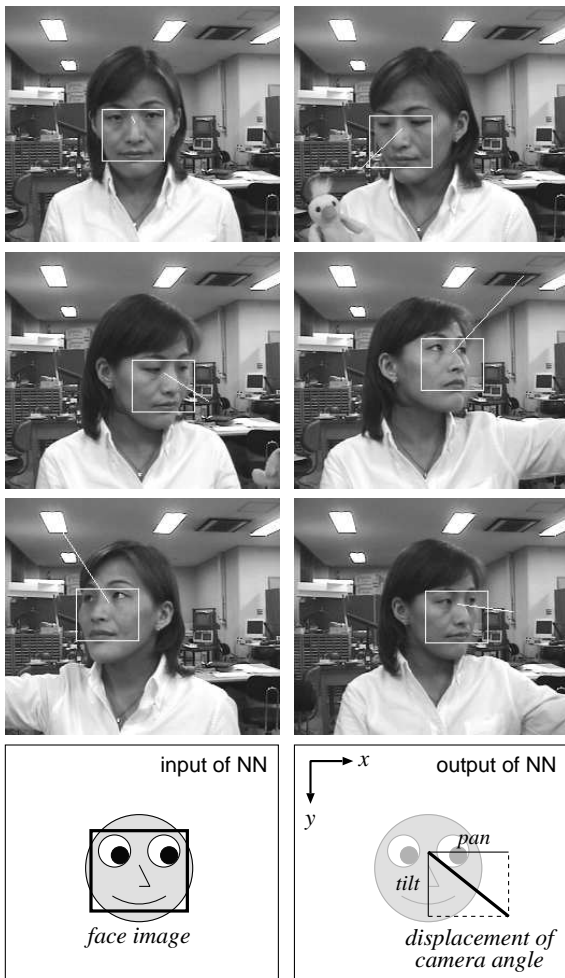 input of NN
face image
output of NN
x
y
pan
tilt
displacement of
camera angle